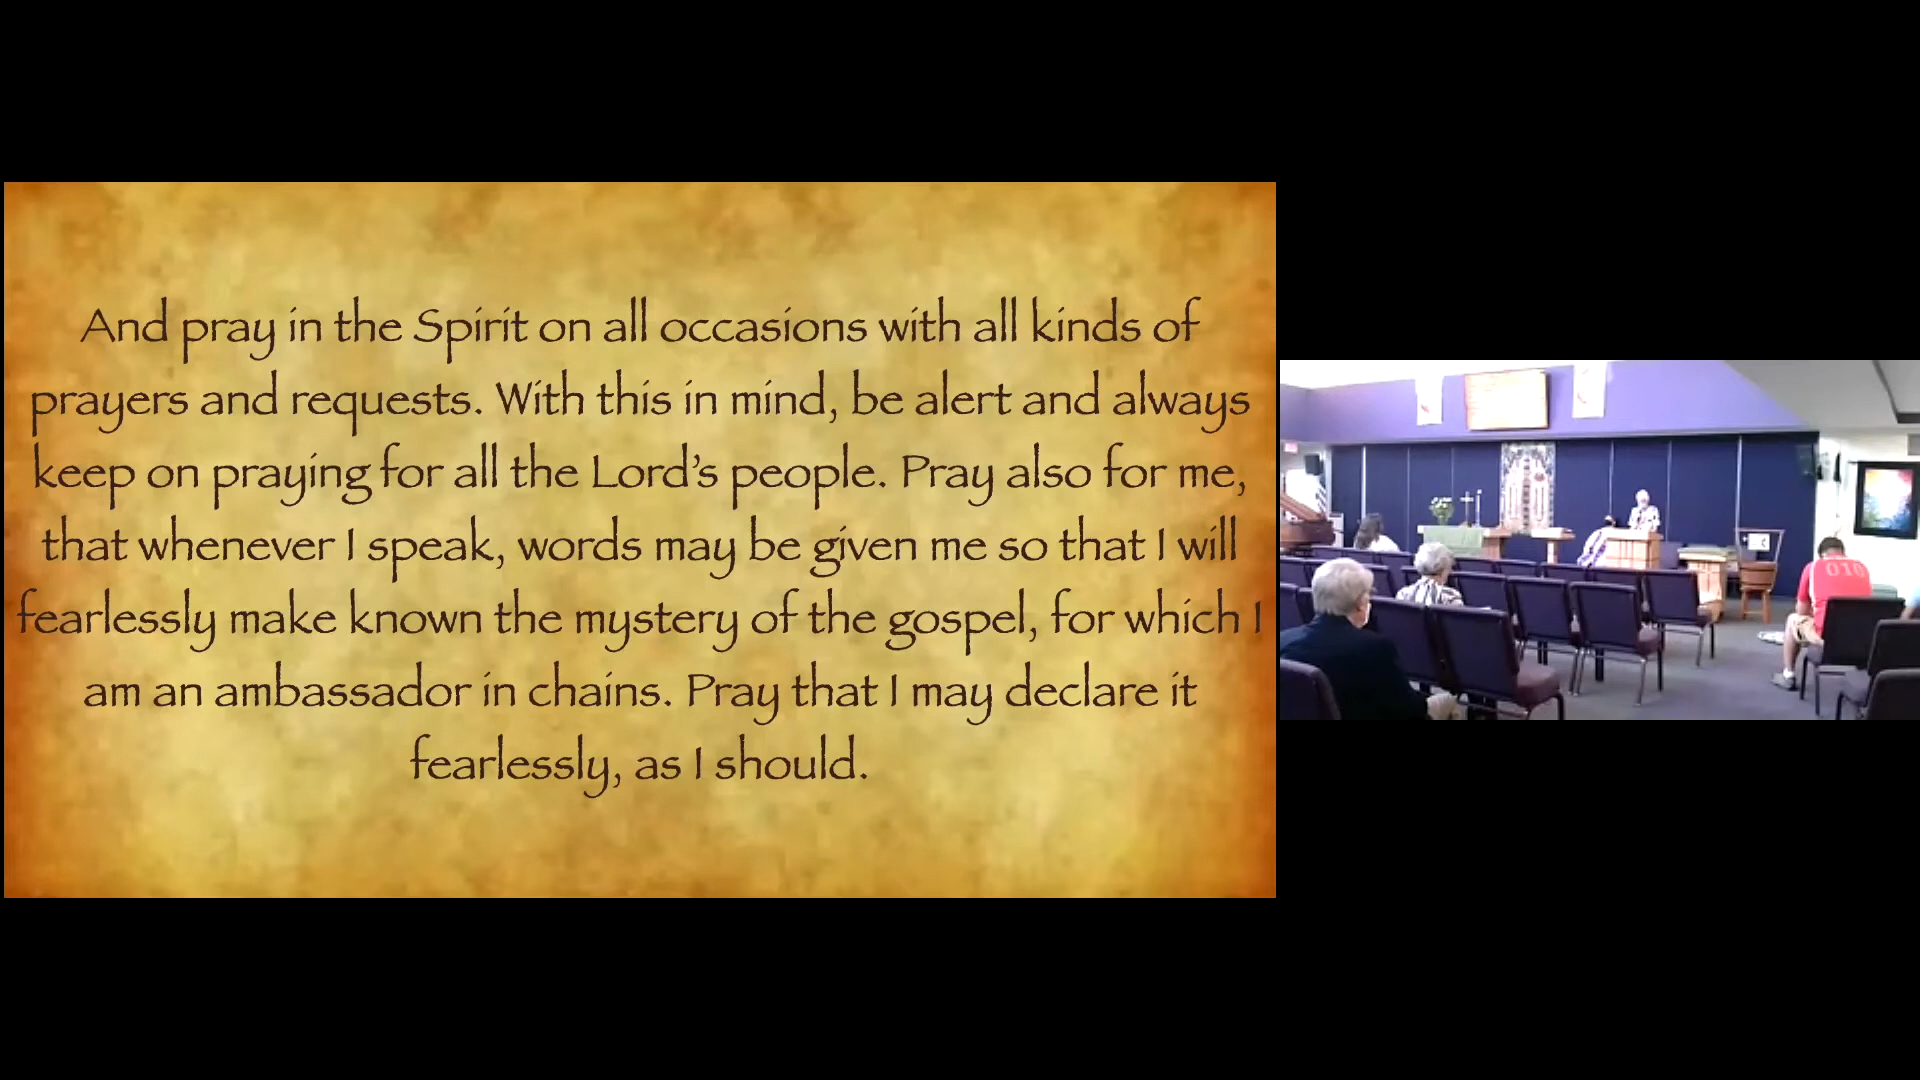 And pray in the Spirit on all occasions with all kinds of
prayers and requests. With this in mind, be alert and always
keep on praying for all the Lord's people. Pray also for me,
that whenever I speak, words may be given me so that I will
fearlessly make known the mystery of the gospel, for which I
am an ambassador in chains. Pray that I may declare it
fearlessly, as I should.
010